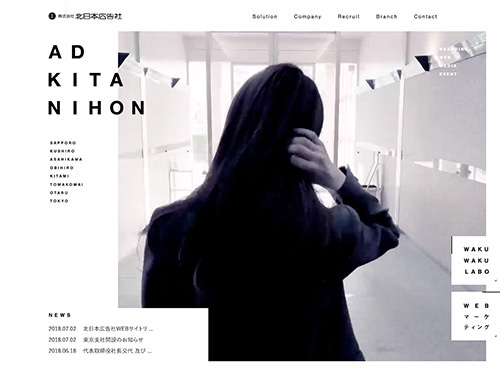 株式会社 北日本広告社
Solution Company Recruit Branch Contact
AD
KITA
NIHON
BRANDING
WEB
MEDIA
EVENT
SAPPORO
KUSHIRO
ASAHIKAWA
OBIHIRO
KITAMI
TOMAKOMAI
OTARU
TOKYO
WAKU
WAKU
LABO
WEB
マーケ
ティング
NEWS
2018.07.02 北日本広告社WEBサイトリ ...
2018.07.02 東京支社開設のお知らせ
2018.06.18 代表取締役社長交代 及び ...